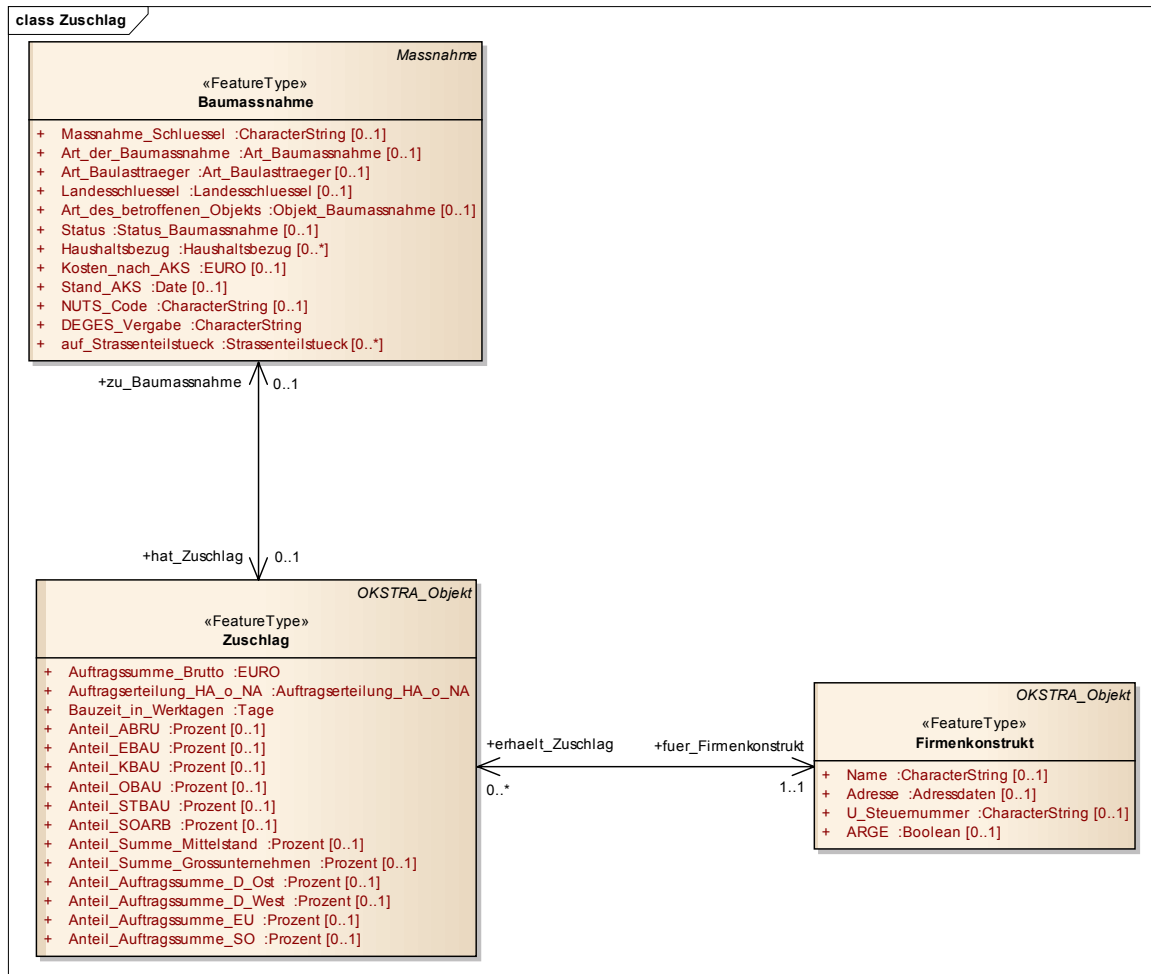 class Zuschlag
Massnahme
«FeatureType»
Baumassnahme
+ Massnahme_Schluessel :CharacterString [0..1]
+ Art_der_Baumassnahme :Art_Baumassnahme [0..1]
+ Art_Baulasttraeger :Art_Baulasttraeger [0..1]
+ Landesschluessel :Landesschluessel [0..1]
+ Art_des_betroffenen_Objekts :Objekt_Baumassnahme [0..1]
+ Status :Status_Baumassnahme [0..1]
+ Haushaltsbezug :Haushaltsbezug [0..*]
+ Kosten_nach_AKS :EURO [0..1]
+ Stand_AKS :Date [0..1]
+ NUTS_Code :CharacterString [0..1]
+ DEGES_Vergabe :CharacterString
+ auf_Strassenteilstueck :Strassenteilstueck [0..*]
+zu_Baumassnahme 0..1
+hat_Zuschlag 0..1
OKSTRA_Objekt
«FeatureType»
Zuschlag
+ Auftragssumme_Brutto :EURO
+ Auftragserteilung_HA_o_NA :Auftragserteilung_HA_o_NA
+ Bauzeit_in_Werktagen :Tage
+ Anteil_ABRU :Prozent [0..1]
+ Anteil_EBAU :Prozent [0..1]
+ Anteil_KBAU :Prozent [0..1]
+ Anteil_OBAU :Prozent [0..1]
+ Anteil_STBAU :Prozent [0..1]
+ Anteil_SOARB :Prozent [0..1]
+ Anteil_Summe_Mittelstand :Prozent [0..1]
+ Anteil_Summe_Grossunternehmen :Prozent [0..1]
+ Anteil_Auftragssumme_D_Ost :Prozent [0..1]
+ Anteil_Auftragssumme_D_West :Prozent [0..1]
+ Anteil_Auftragssumme_EU :Prozent [0..1]
+ Anteil_Auftragssumme_SO :Prozent [0..1]
+erhaelt_Zuschlag +fuer_Firmenkonstrukt
0..* 1..1
OKSTRA_Objekt
«FeatureType»
Firmenkonstrukt
+ Name :CharacterString [0..1]
+ Adresse :Adressdaten [0..1]
+ U_Steuernummer :CharacterString [0..1]
+ ARGE :Boolean [0..1]